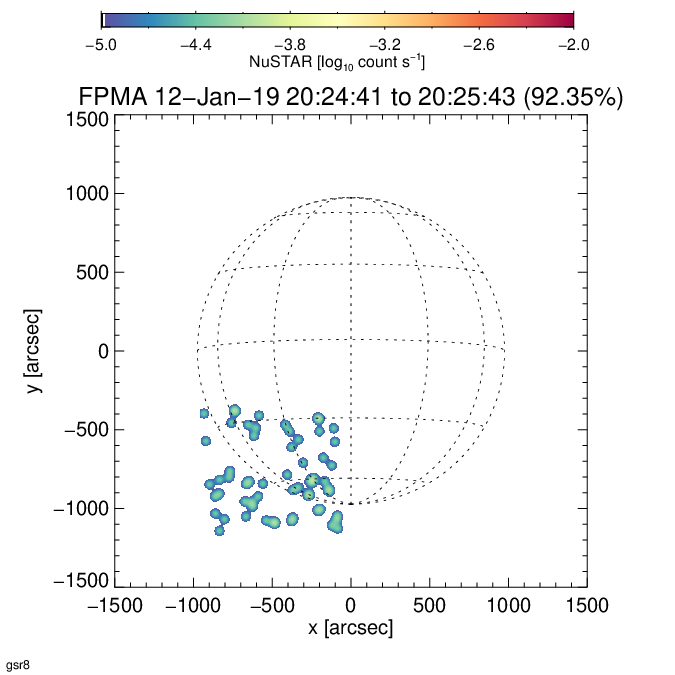 −5.0 −4.4 −3.8 −3.2 −2.6 −2.0
NuSTAR [log10 count s−1]
FPMA 12−Jan−19 20:24:41 to 20:25:43 (92.35%)
1500
1000
500
0
−500
−1000
−1500
y [arcsec]
−1500 −1000 −500 0 500 1000 1500
x [arcsec]
gsr8